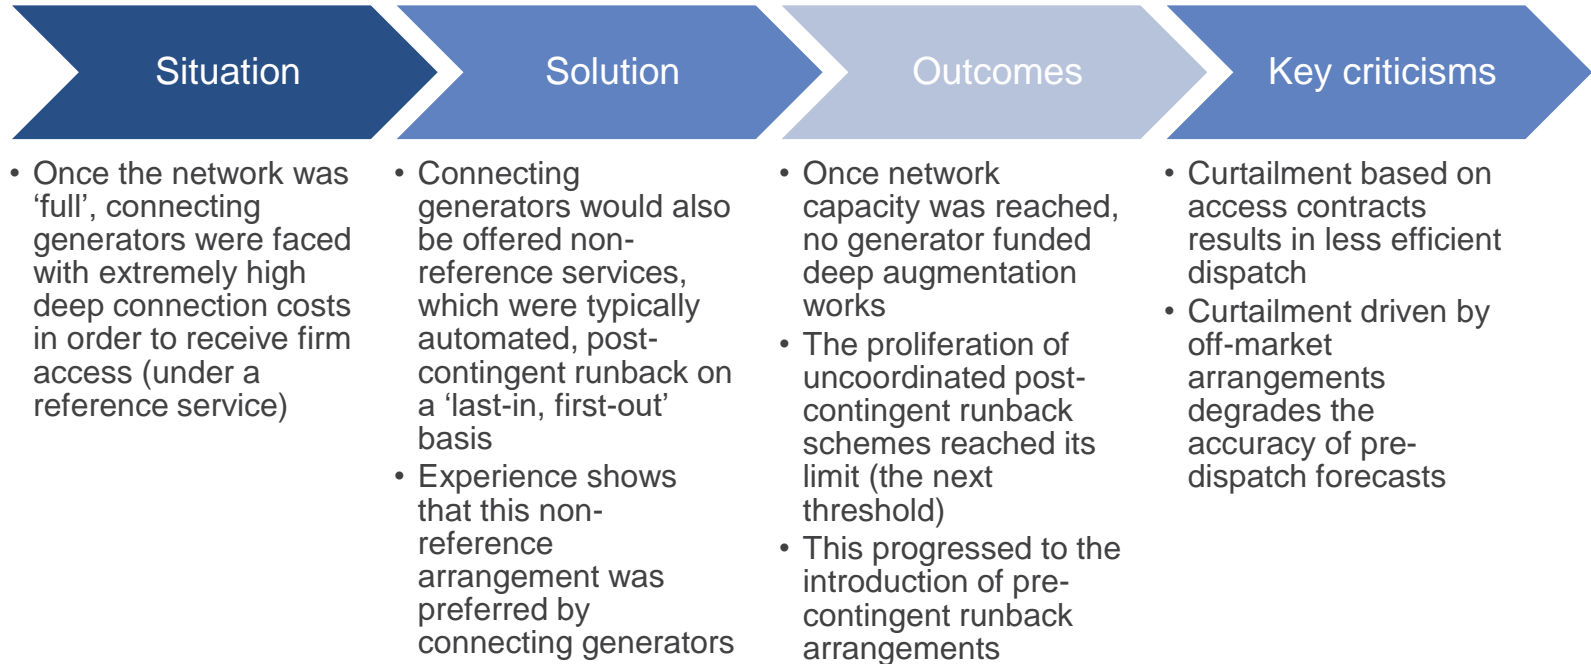 Situation
• Once the network was
‘full’, connecting
generators were faced
with extremely high
deep connection costs
in order to receive firm
access (under a
reference service)
Solution
• Connecting
generators would also
be offered non-
reference services,
which were typically
automated, post-
contingent runback on
a ‘last-in, first-out’
basis
• Experience shows
that this non-
reference
arrangement was
preferred by
connecting generators
Outcomes
• Once network
capacity was reached,
no generator funded
deep augmentation
works
• The proliferation of
uncoordinated post-
contingent runback
schemes reached its
limit (the next
threshold)
• This progressed to the
introduction of pre-
contingent runback
arrangements
Key criticisms
• Curtailment based on
access contracts
results in less efficient
dispatch
• Curtailment driven by
off-market
arrangements
degrades the
accuracy of pre-
dispatch forecasts